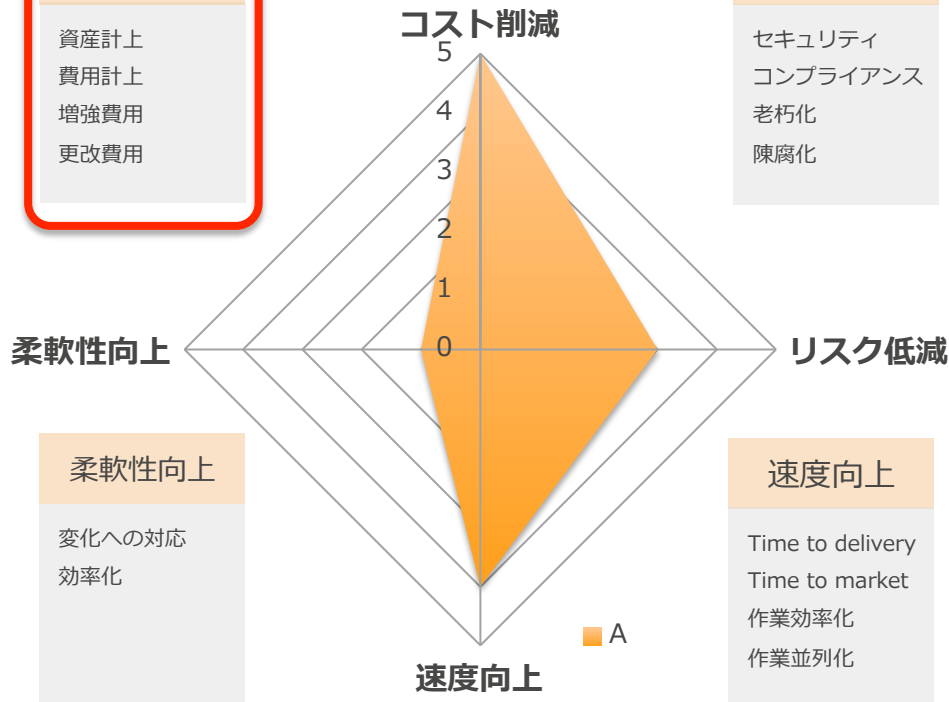 資産計上
費用計上
増強費用
更改費用
コスト削減
5
4
3
2
1
0
セキュリティ
コンプライアンス
老朽化
陳腐化
柔軟性向上
リスク低減
柔軟性向上
変化への対応
効率化
速度向上
Time to delivery
Time to market
作業効率化
作業並列化
A
速度向上